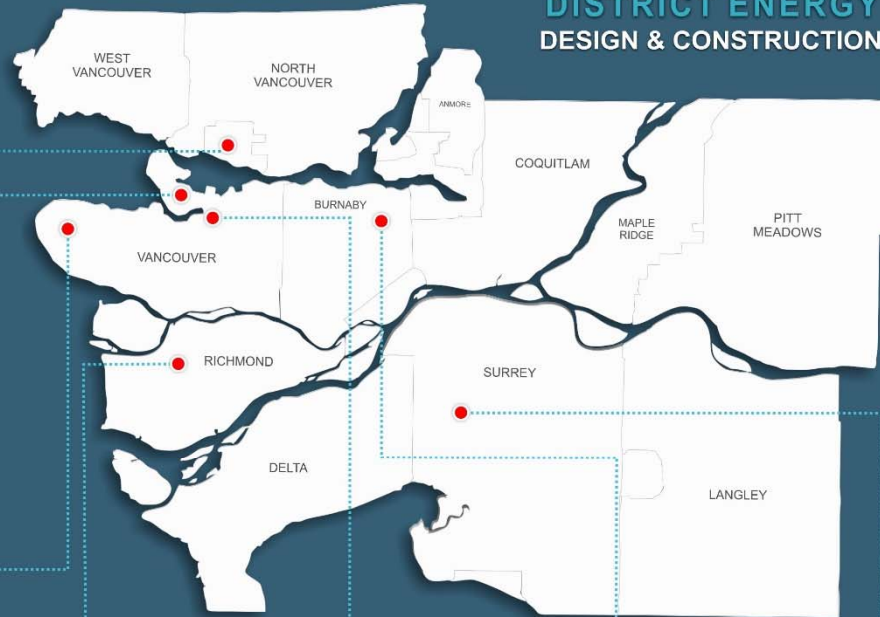 DISTRICT ENERGY
DESIGN & CONSTRUCTION
WEST
VANCOUVER
NORTH
VANCOUVER
ANMORE
COQUITLAM
BURNABY
MAPLE
RIDGE
PITT
MEADOWS
VANCOUVER
RICHMOND
SURREY
DELTA
LANGLEY